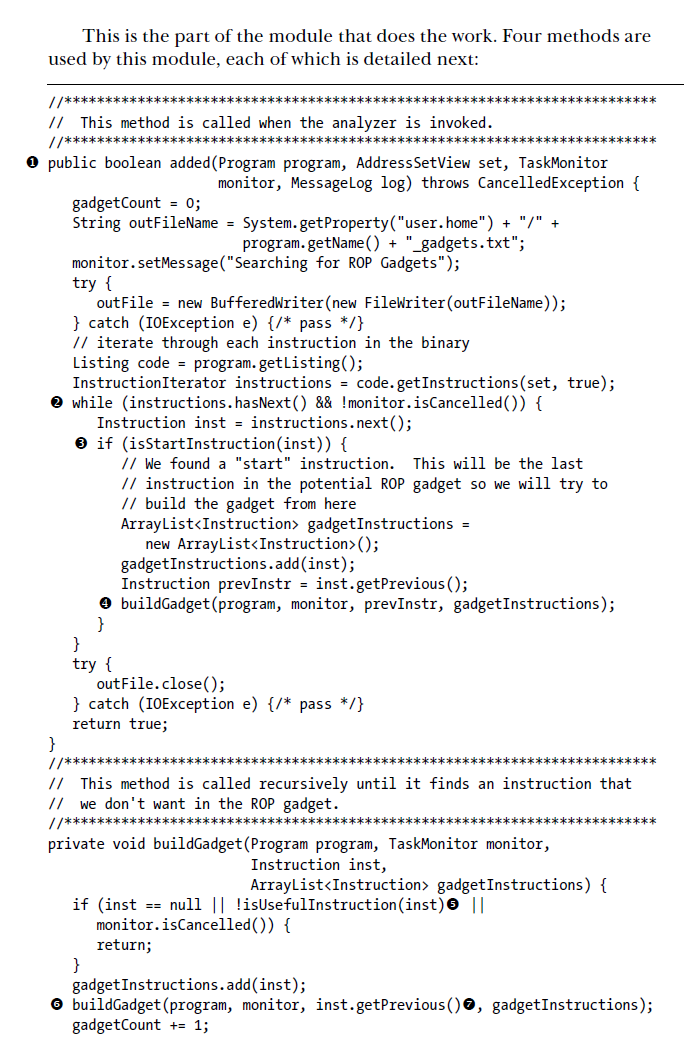 This is the part of the module that does the work. Four methods are
used by this module, each of which is detailed next:
//*************************************************************************
//  This method is called when the analyzer is invoked.
//*************************************************************************
❶ public boolean added(Program program, AddressSetView set, TaskMonitor
                     monitor, MessageLog log) throws CancelledException {
   gadgetCount = 0;
   String outFileName = System.getProperty("user.home") + "/" +
                        program.getName() + "_gadgets.txt";
   monitor.setMessage("Searching for ROP Gadgets");
   try {
      outFile = new BufferedWriter(new FileWriter(outFileName));
   } catch (IOException e) {/* pass */}
   // iterate through each instruction in the binary
   Listing code = program.getListing();
   InstructionIterator instructions = code.getInstructions(set, true);
❷ while (instructions.hasNext() && !monitor.isCancelled()) {
      Instruction inst = instructions.next();
   ❸ if (isStartInstruction(inst)) {
         // We found a "start" instruction.  This will be the last
         // instruction in the potential ROP gadget so we will try to
         // build the gadget from here
         ArrayList<Instruction> gadgetInstructions =
            new ArrayList<Instruction>();
         gadgetInstructions.add(inst);
         Instruction prevInstr = inst.getPrevious();
      ❹ buildGadget(program, monitor, prevInstr, gadgetInstructions);
      }
   }
   try {
      outFile.close();
   } catch (IOException e) {/* pass */}
   return true;
}
//*************************************************************************
//  This method is called recursively until it finds an instruction that
//  we don't want in the ROP gadget.
//*************************************************************************
private void buildGadget(Program program, TaskMonitor monitor,
                         Instruction inst,
                         ArrayList<Instruction> gadgetInstructions) {
   if (inst == null || !isUsefulInstruction(inst)❺ ||
      monitor.isCancelled()) {
      return;
   }
   gadgetInstructions.add(inst);
❻ buildGadget(program, monitor, inst.getPrevious()❼, gadgetInstructions);
   gadgetCount += 1;